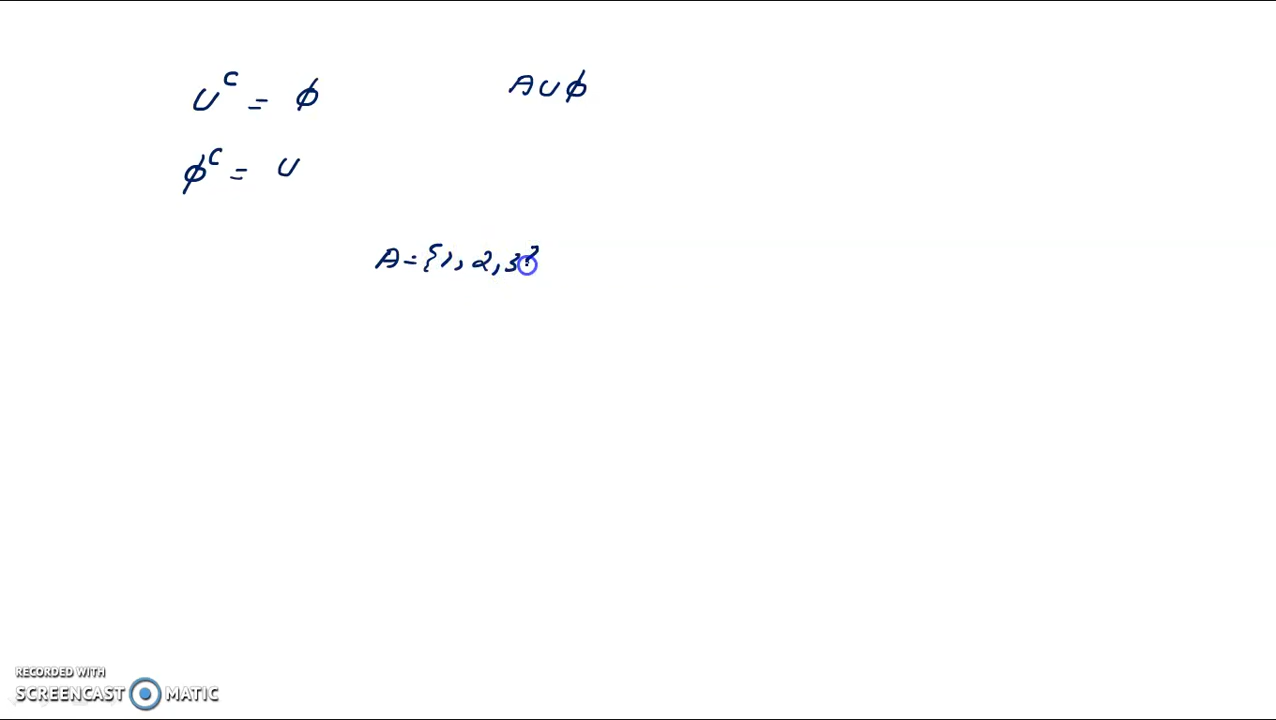 U^c = ϕ
A∪ϕ
ϕ^c = U
A={1, 2, 3}
RECORDED WITH
SCREENCAST MATIC